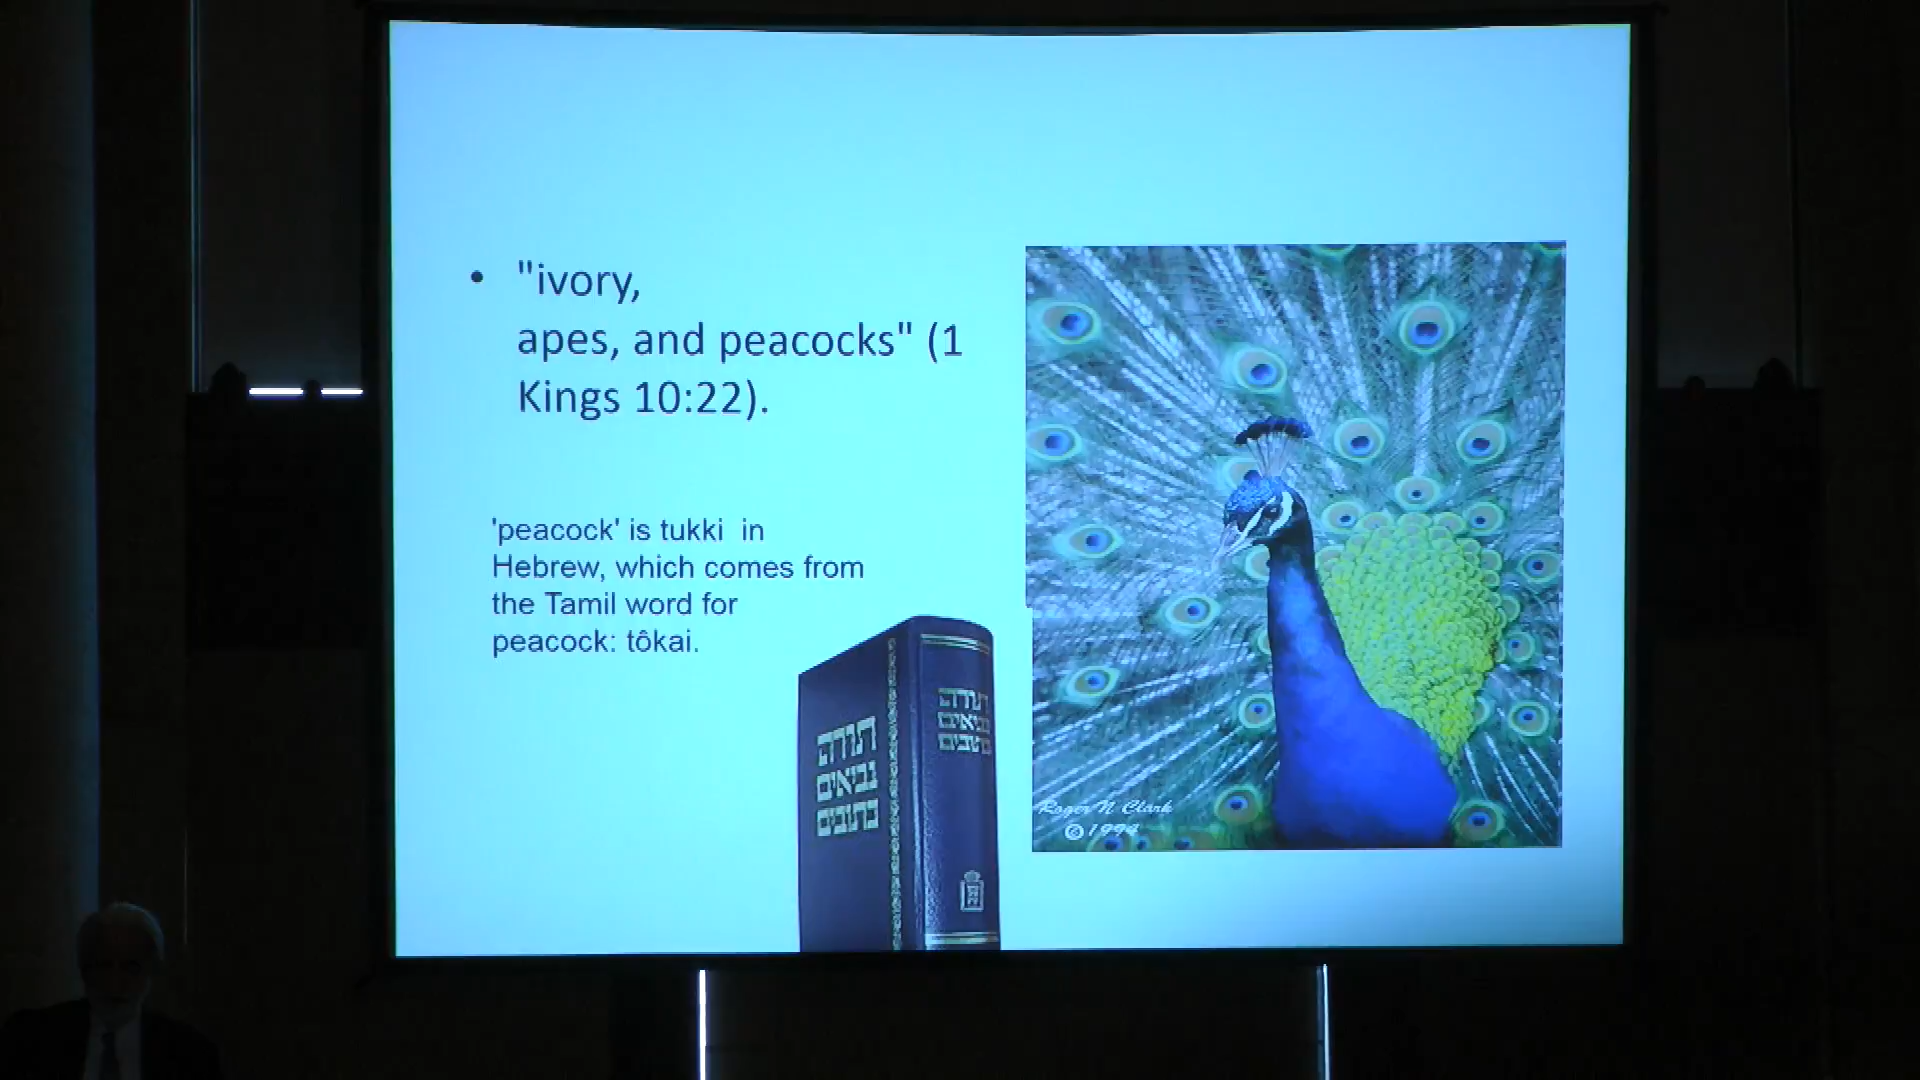 • "ivory,
apes, and peacocks" (1
Kings 10:22).
'peacock' is tukki in
Hebrew, which comes from
the Tamil word for
peacock: tôkai.
תורה
נביאים
כתובים
תורה
נביאים
כתובים
Roger N Clark
© 1994